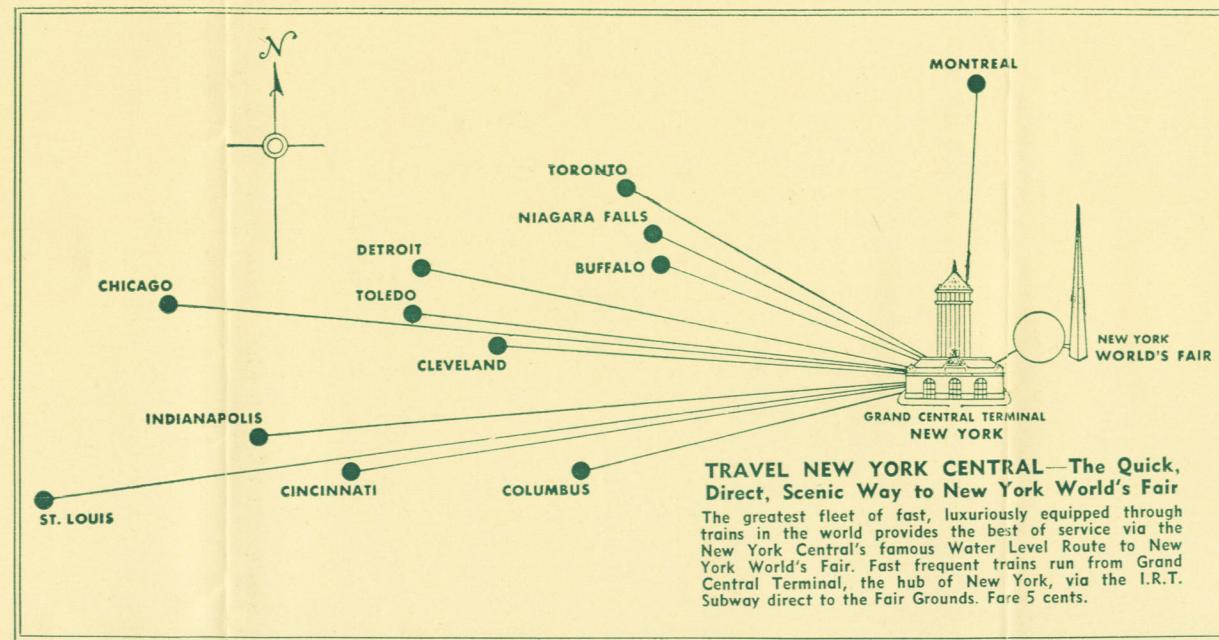 N
MONTREAL
TORONTO
NIAGARA FALLS
DETROIT
BUFFALO
CHICAGO
TOLEDO
NEW YORK
WORLD'S FAIR
CLEVELAND
INDIANAPOLIS
GRAND CENTRAL TERMINAL
NEW YORK
CINCINNATI
COLUMBUS
ST. LOUIS
TRAVEL NEW YORK CENTRAL—The Quick,
Direct, Scenic Way to New York World's Fair
The greatest fleet of fast, luxuriously equipped through
trains in the world provides the best of service via the
New York Central's famous Water Level Route to New
York World's Fair. Fast frequent trains run from Grand
Central Terminal, the hub of New York, via the I.R.T.
Subway direct to the Fair Grounds. Fare 5 cents.